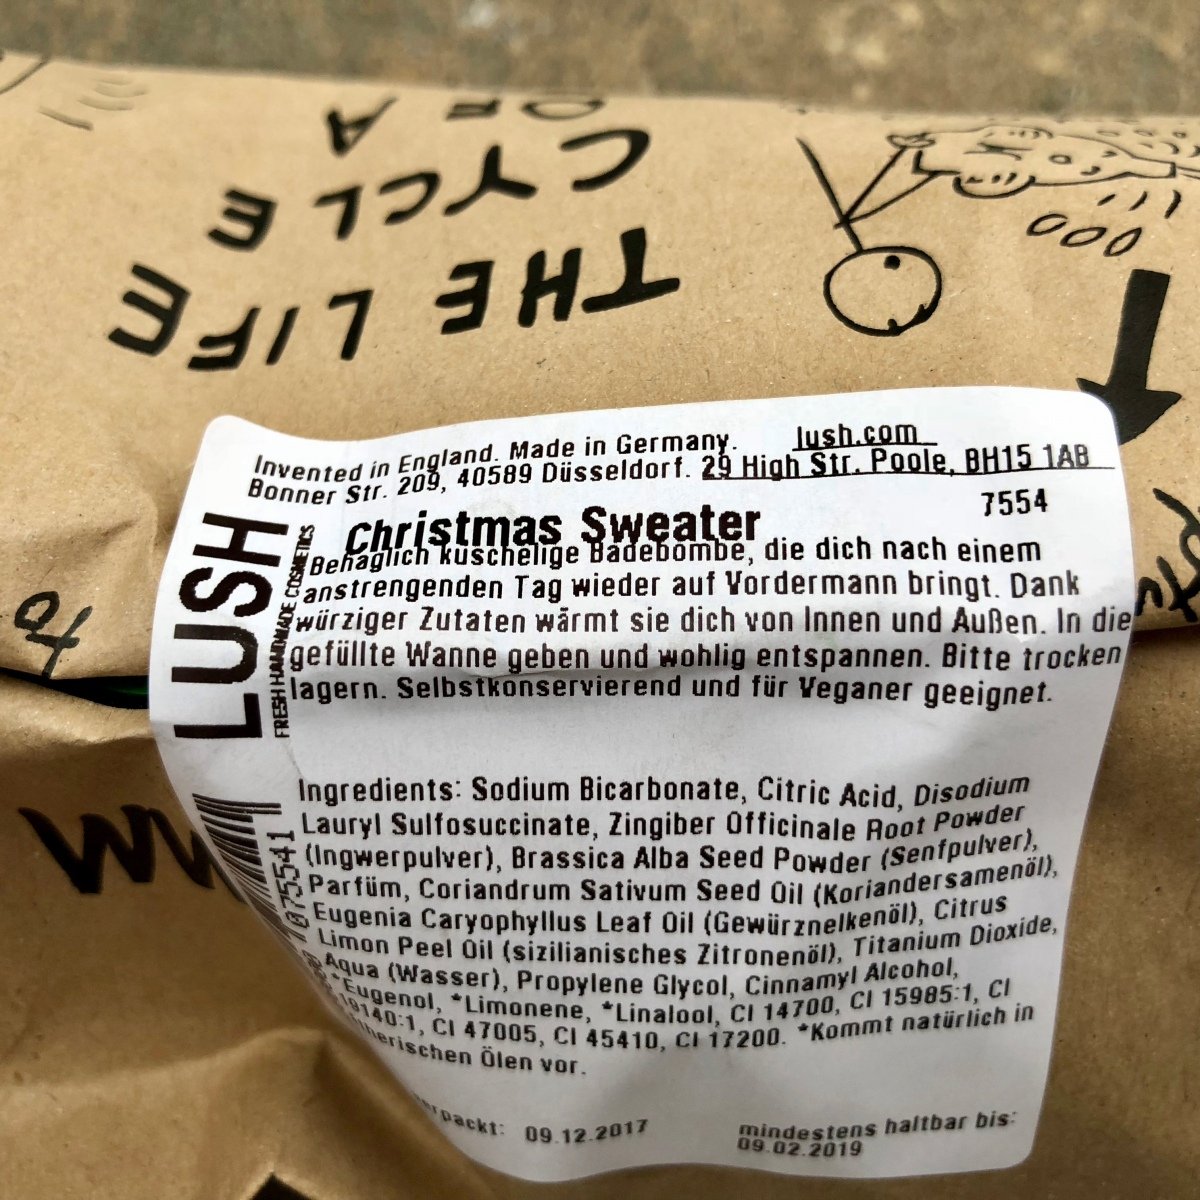 THE LIFE
CYCLE
OF A
Invented in England. Made in Germany. lush.com
Bonner Str. 209, 40589 Düsseldorf. 29 High Str. Poole, BH15 1AB
7554
LUSH
FRESH HANDMADE COSMETICS
Christmas Sweater
Behaglich kuschelige Badebombe, die dich nach einem
anstrengenden Tag wieder auf Vordermann bringt. Dank
würziger Zutaten wärmt sie dich von Innen und Außen. In die
gefüllte Wanne geben und wohlig entspannen. Bitte trocken
lagern. Selbstkonservierend und für Veganer geeignet.
Ingredients: Sodium Bicarbonate, Citric Acid, Disodium
Lauryl Sulfosuccinate, Zingiber Officinale Root Powder
(Ingwerpulver), Brassica Alba Seed Powder (Senfpulver),
Parfüm, Coriandrum Sativum Seed Oil (Koriandersamenöl),
Eugenia Caryophyllus Leaf Oil (Gewürznelkenöl), Citrus
Limon Peel Oil (sizilianisches Zitronenöl), Titanium Dioxide,
Aqua (Wasser), Propylene Glycol, Cinnamyl Alcohol,
*Eugenol, *Limonene, *Linalool, CI 14700, CI 15985:1, CI
19140:1, CI 47005, CI 45410, CI 17200. *Kommt natürlich in
Ölen vor.
09.12.2017
mindestens haltbar bis:
09.02.2019
to